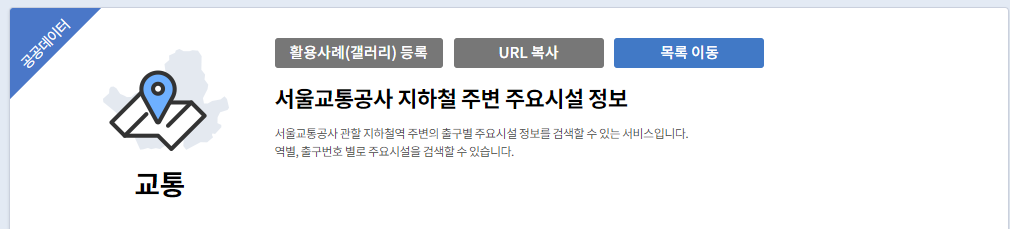 공공데이터
활용사례(갤러리) 등록
URL 복사
목록 이동
서울교통공사 지하철 주변 주요시설 정보
서울교통공사 관할 지하철역 주변의 출구별 주요시설 정보를 검색할 수 있는 서비스입니다.
역별, 출구번호 별로 주요시설을 검색할 수 있습니다.
교통